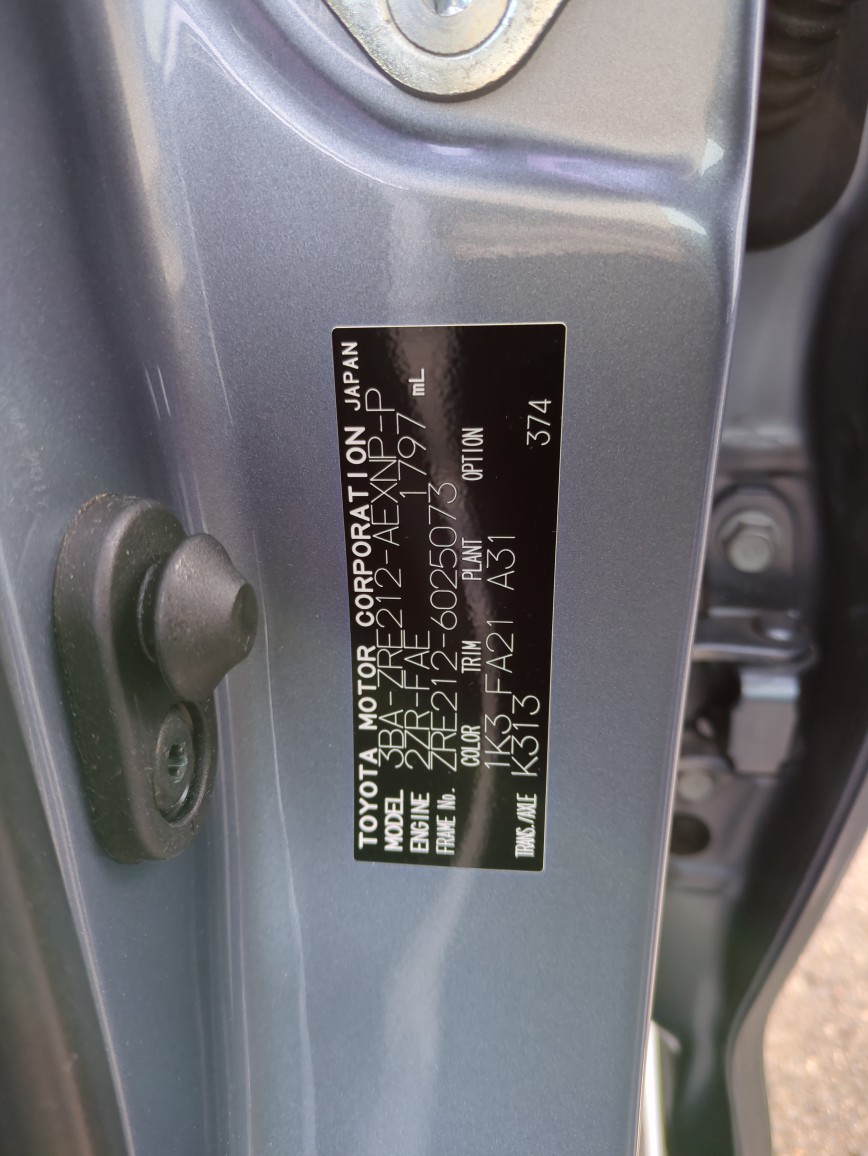 TOYOTA MOTOR CORPORATION JAPAN
MODEL 3BA-ZRE212-AEXNP-P
ENGINE 2ZR-FAE 1797 mL
FRAME No. ZRE212-6025073
COLOR TRIM PLANT OPTION
1K3 FA21 A31
TRANS./AXLE K313 374